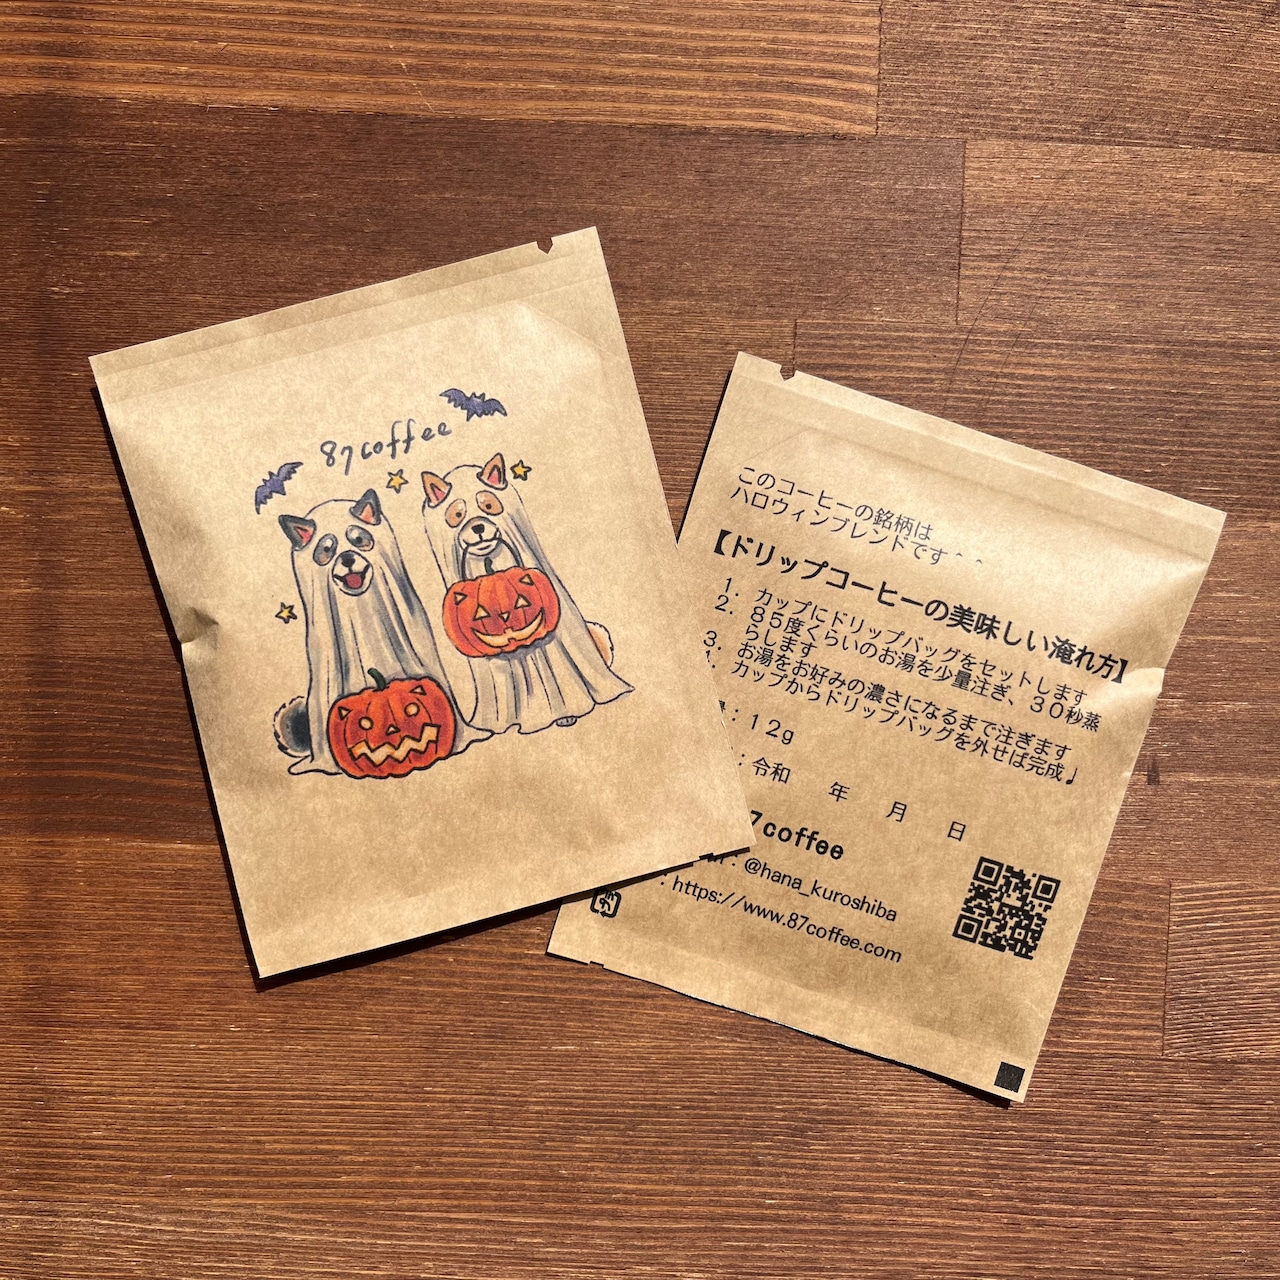 87coffee
このコーヒーの銘柄は
ハロウィンブレンドです＾＾
【ドリップコーヒーの美味しい淹れ方】
1. カップにドリップバッグをセットします
2. 85度くらいのお湯を少量注ぎ、30秒蒸
らします
3. お湯をお好みの濃さになるまで注ぎます
カップからドリップバッグを外せば完成♩
：12g
：令和　年　月　日
7coffee
：@hana_kuroshiba
：https://www.87coffee.com
プラ